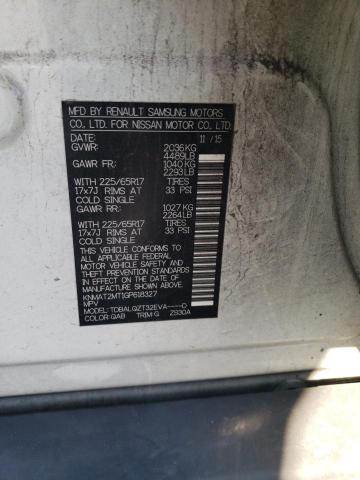 MFD BY RENAULT SAMSUNG MOTORS
CO., LTD. FOR NISSAN MOTOR CO., LTD.
DATE: 11 / 15
GVWR: 2036KG
4489LB
GAWR FR: 1040KG
2293LB
WITH 225/65R17 TIRES
17x7J RIMS AT 33 PSI
COLD SINGLE
GAWR RR: 1027KG
2264LB
WITH 225/65R17 TIRES
17x7J RIMS AT 33 PSI
COLD SINGLE
THIS VEHICLE CONFORMS TO
ALL APPLICABLE FEDERAL
MOTOR VEHICLE SAFETY, BUMPER
AND THEFT PREVENTION STANDARDS
IN EFFECT ON THE DATE OF
MANUFACTURE SHOWN ABOVE.
KNMAT2MT1GP618327
MPV
MODEL: TDBALQZT32EVA----D
COLOR: QAB TRIM G ZS30A